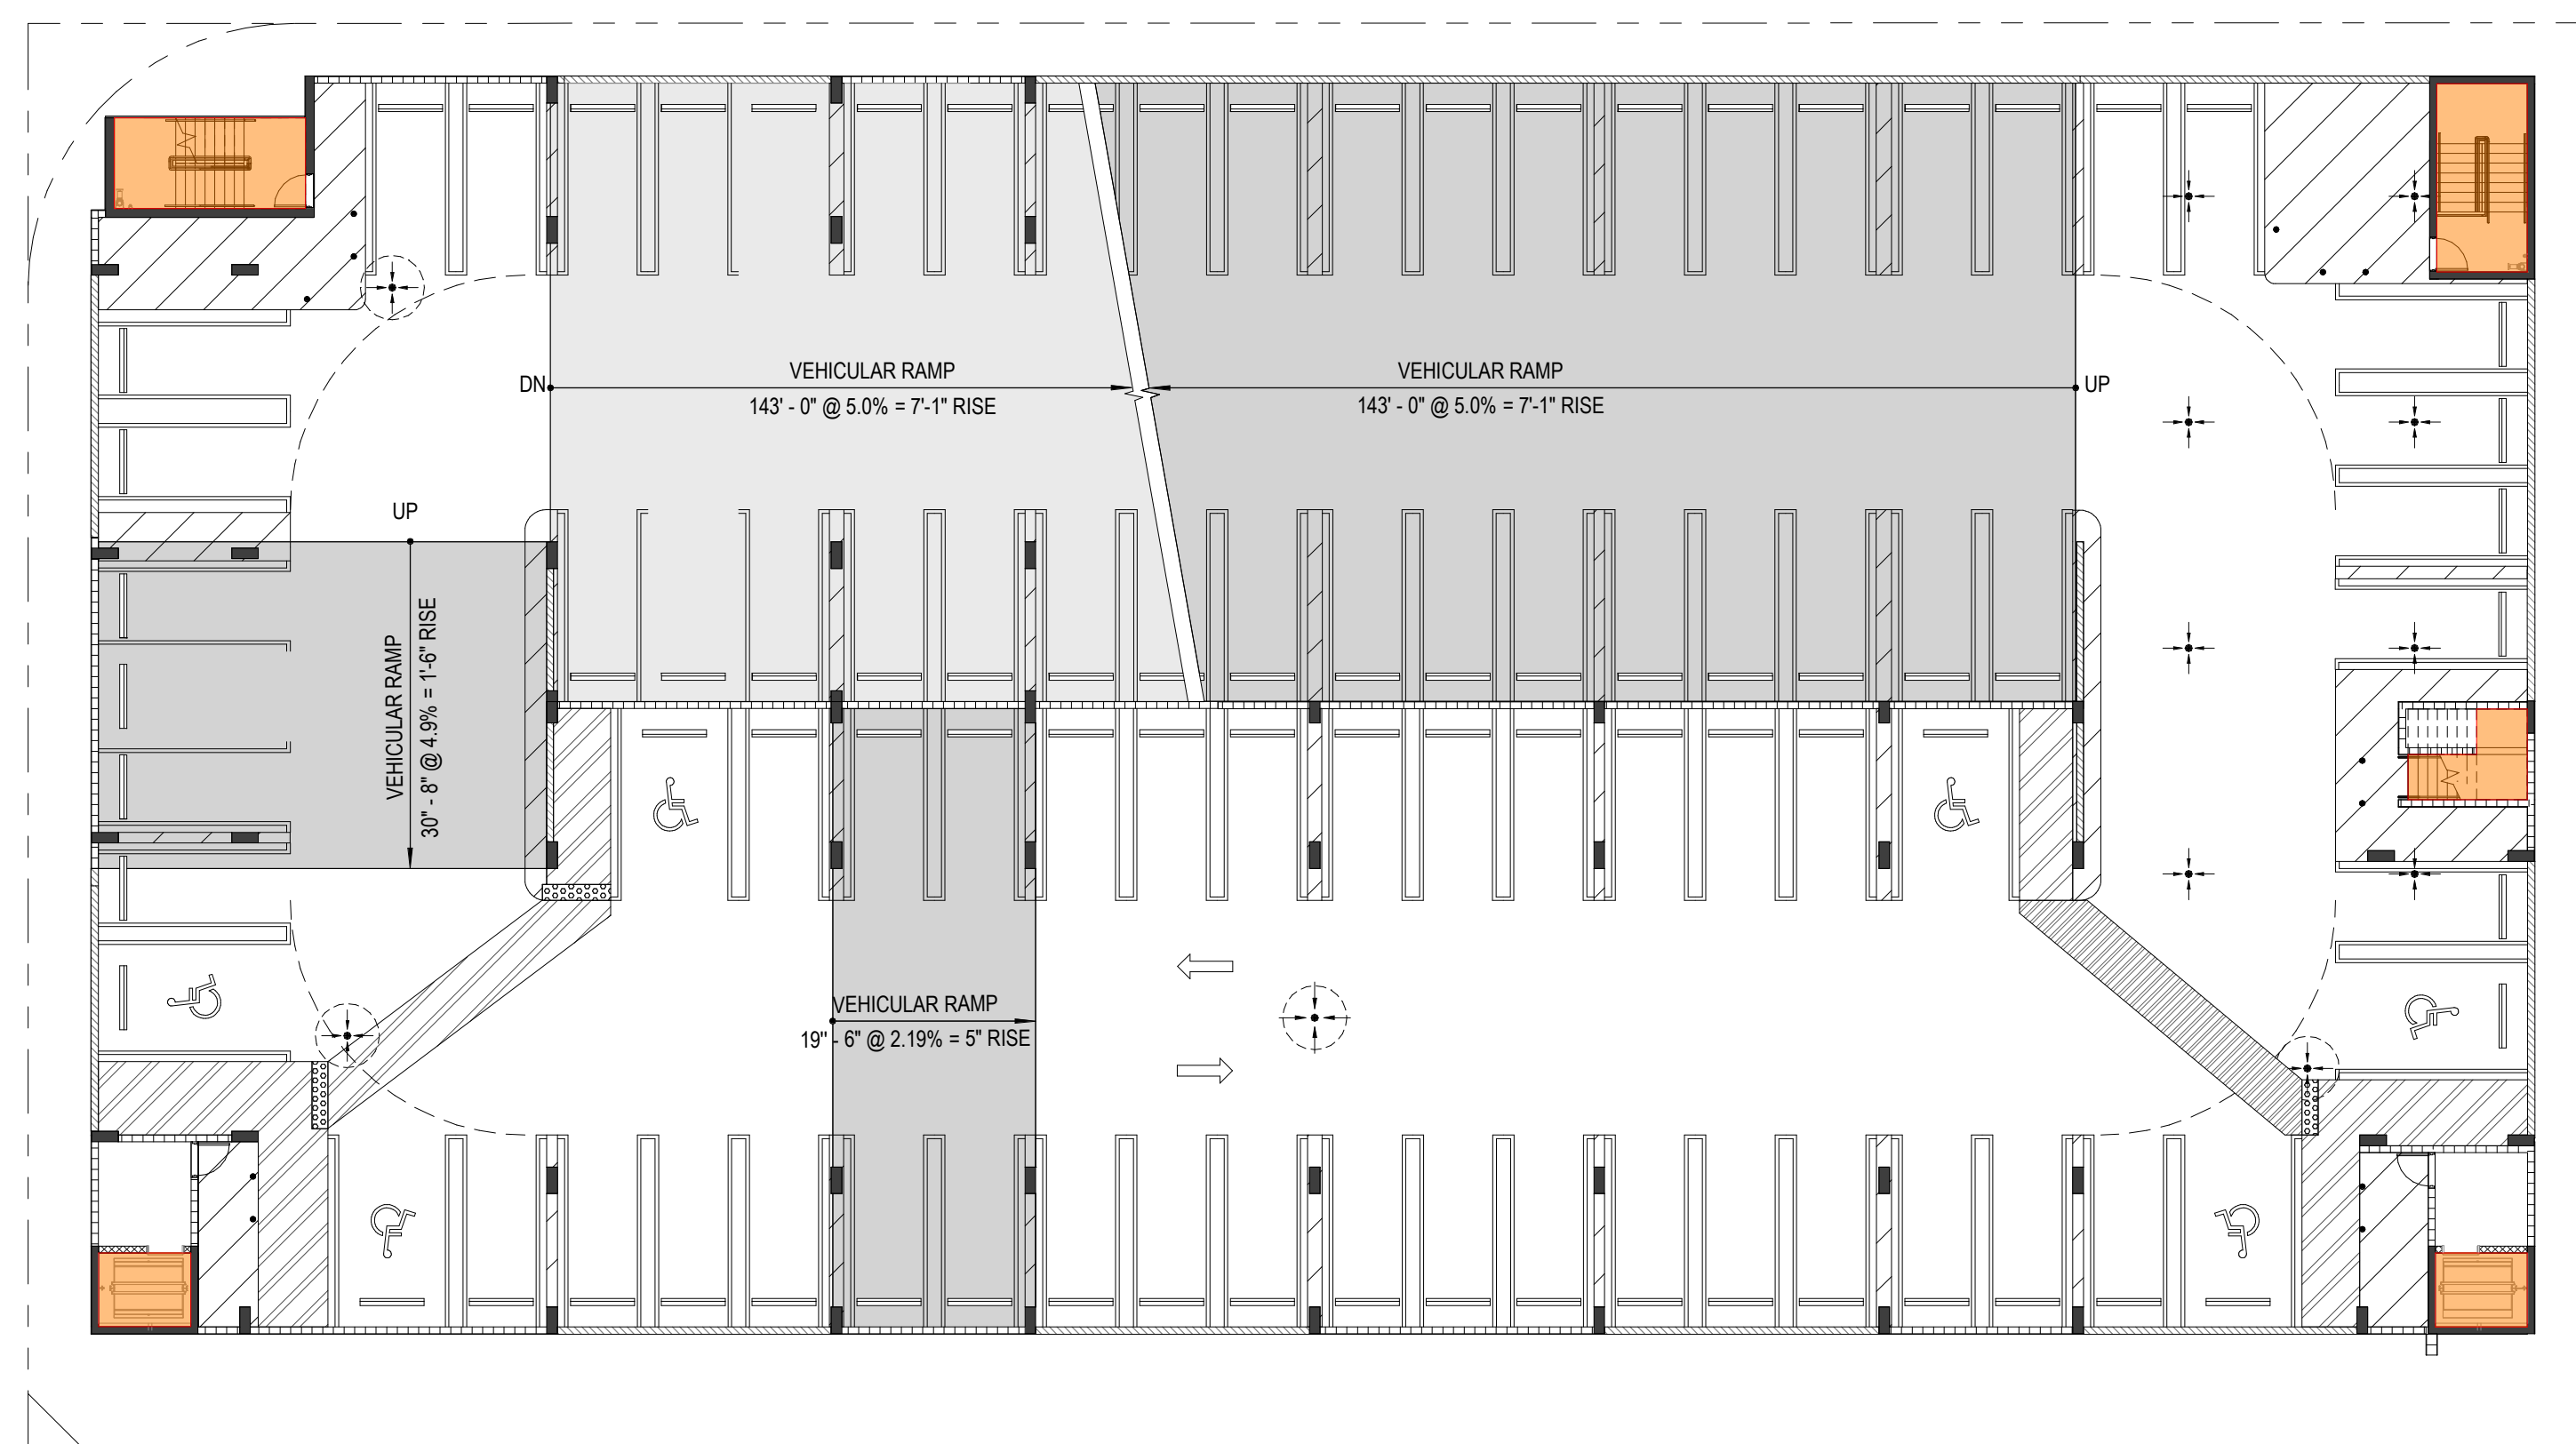 VEHICULAR RAMP
VEHICULAR RAMP
DN
UP
143' - 0" @ 5.0% = 7'-1" RISE
143' - 0" @ 5.0% = 7'-1" RISE
UP
VEHICULAR RAMP
30" - 8" @ 4.9% = 1'-6" RISE
VEHICULAR RAMP
19" - 6" @ 2.19% = 5" RISE